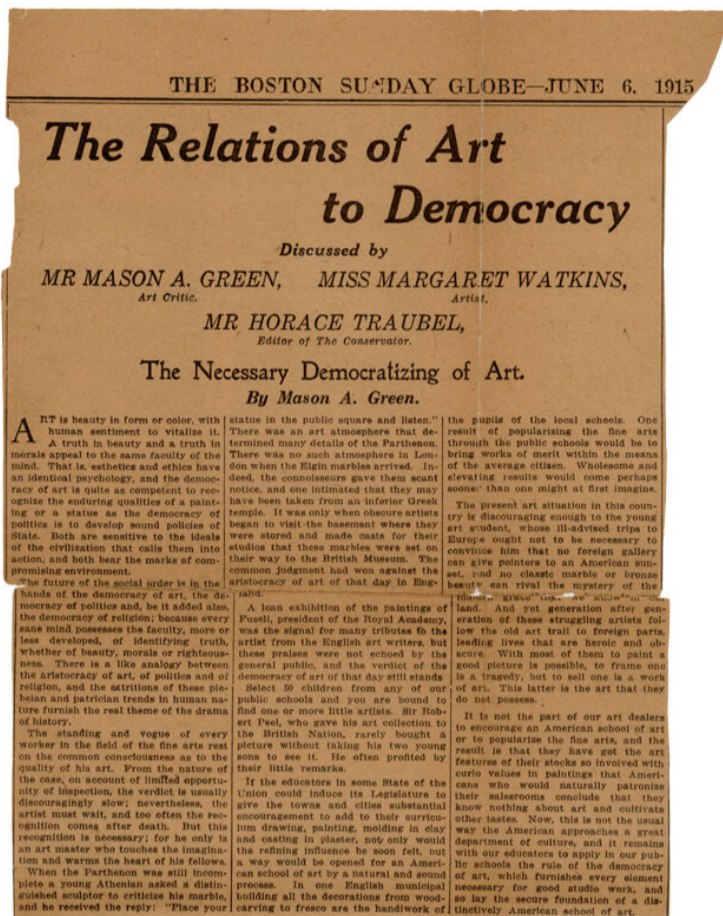 THE BOSTON SUNDAY GLOBE—JUNE 6, 1915
The Relations of Art
to Democracy
Discussed by
MR MASON A. GREEN, MISS MARGARET WATKINS,
Art Critic. Artist.
MR HORACE TRAUBEL,
Editor of The Conservator.
The Necessary Democratizing of Art.
By Mason A. Green.
ART is beauty in form or color, with
human sentiment to vitalize it.
A truth in beauty and a truth in
morals appeal to the same faculty of the
mind. That is, esthetics and ethics have
an identical psychology, and the democ-
racy of art is quite as competent to rec-
ognize the enduring qualities of a paint-
ing or a statue as the democracy of
politics is to develop sound policies of
State. Both are sensitive to the ideals
of the civilization that calls them into
action, and both bear the marks of com-
promising environment.
The future of the social order is in the
hands of the democracy of art, the de-
mocracy of politics and, be it added also,
the democracy of religion; because every
sane mind possesses the faculty, more or
less developed, of identifying truth,
whether of beauty, morals or righteous-
ness. There is a like analogy between
the aristocracy of art, of politics and of
religion, and the attritions of these ple-
beian and patrician trends in human na-
ture furnish the real theme of the drama
of history.
The standing and vogue of every
worker in the field of the fine arts rest
on the common consciousness as to the
quality of his art. From the nature of
the case, on account of limited opportu-
nity of inspection, the verdict is usually
discouragingly slow; nevertheless, the
artist must wait, and too often the rec-
ognition comes after death. But this
recognition is necessary; for he only is
an art master who touches the imagina-
tion and warms the heart of his fellows.
When the Parthenon was still incom-
plete a young Athenian asked a distin-
guished sculptor to criticise his marble,
and he received the reply: "Place your
statue in the public square and listen."
There was an art atmosphere that de-
termined many details of the Parthenon.
There was no such atmosphere in Lon-
don when the Elgin marbles arrived. In-
deed, the connoisseurs gave them scant
notice, and one intimated that they may
have been taken from an inferior Greek
temple. It was only when obscure artists
began to visit the basement where they
were stored and made casts for their
studios that these marbles were set on
their way to the British Museum. The
common judgment had won against the
aristocracy of art of that day in Eng-
land.
A loan exhibition of the paintings of
Fuseli, president of the Royal Academy,
was the signal for many tributes to the
artist from the English art writers, but
these praises were not echoed by the
general public, and the verdict of the
democracy of art of that day still stands
Select 50 children from any of our
public schools and you are bound to
find one or more little artists. Sir Rob-
ert Peel, who gave his art collection to
the British Nation, rarely bought a
picture without taking his two young
sons to see it. He often profited by
their little remarks.
If the educators in some State of the
Union could induce its Legislature to
give the towns and cities substantial
encouragement to add to their curricu-
lum drawing, painting, molding in clay
and casting in plaster, not only would
the refining influence be soon felt, but
a way would be opened for an Ameri-
can school of art by a natural and sound
process. In one English municipal
building all the decorations from wood-
carving to fresco are the handiwork of
the pupils of the local schools. One
result of popularizing the fine arts
through the public schools would be to
bring works of merit within the means
of the average citizen. Wholesome and
elevating results would come perhaps
sooner than one might at first imagine.
The present art situation in this coun-
try is discouraging enough to the young
art student, whose ill-advised trips to
Europe ought not to be necessary to
convince him that no foreign gallery
can give pointers to an American sun-
set, and no classic marble or bronze
beauty can rival the mystery of the
land. And yet generation after gen-
eration of these struggling artists fol-
low the old art trail to foreign parts,
leading lives that are heroic and ob-
scure. With most of them to paint a
good picture is possible, to frame one
is a tragedy, but to sell one is a work
of art. This latter is the art that they
do not possess.
It is not the part of our art dealers
to encourage an American school of art
or to popularize the fine arts, and the
result is that they have got the art
features of their stocks so involved with
curio values in paintings that Ameri-
cans who would naturally patronize
their salesrooms conclude that they
know nothing about art and cultivate
other tastes. Now, this is not the usual
way the American approaches a great
department of culture, and it remains
with our educators to apply in our pub-
lic schools the rule of the democracy
of art, which furnishes every element
necessary for good studio work, and
so lay the secure foundation of a dis-
tinctively American school of art